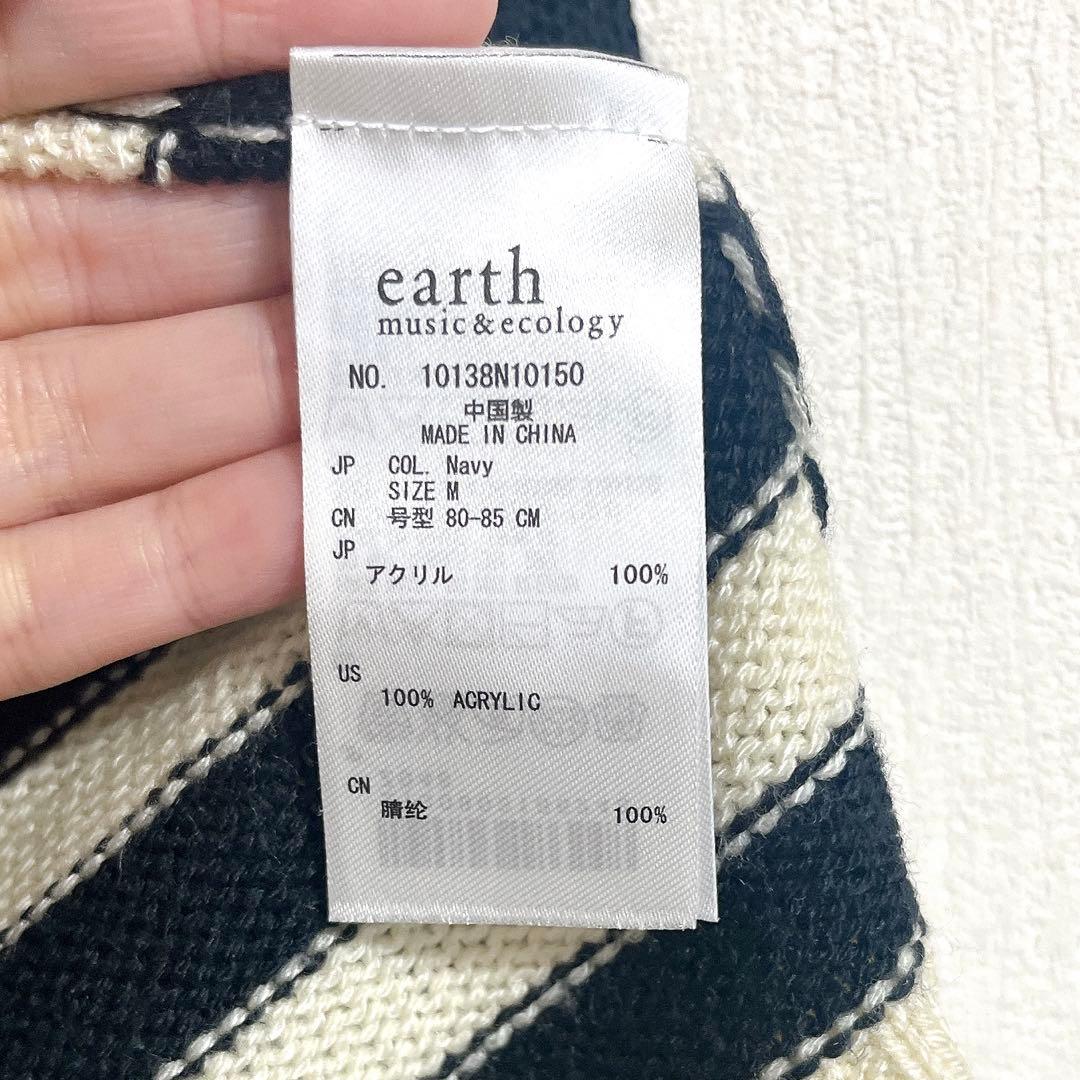 earth
music&ecology
NO. 10138N10150
中国製
MADE IN CHINA
JP COL. Navy
SIZE M
CN 号型 80-85 CM
JP
アクリル 100%
US
100% ACRYLIC
CN
腈纶 100%